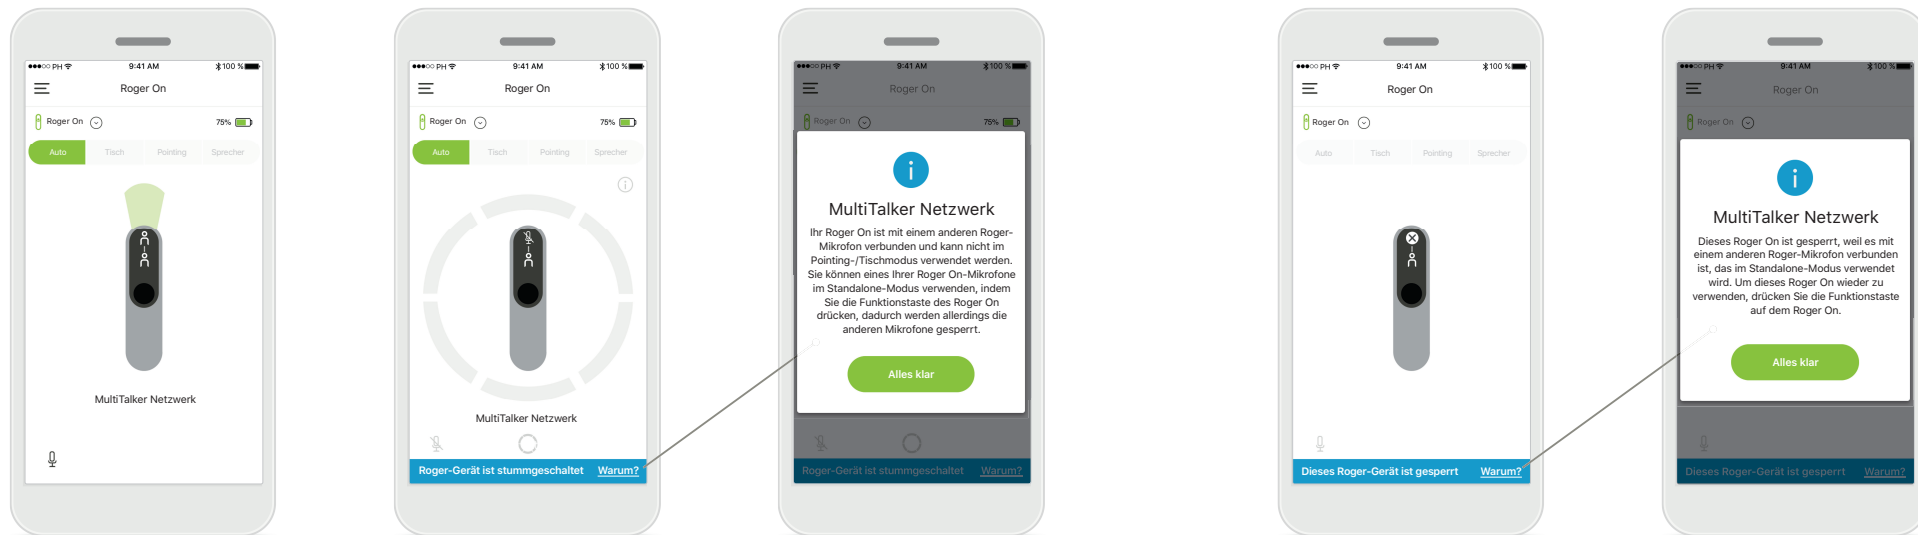 PH 9:41 AM 100 %
Roger On
Roger On 75%
Auto Tisch Pointing Sprecher
MultiTalker Netzwerk
PH 9:41 AM 100 %
Roger On
Roger On 75%
Auto Tisch Pointing Sprecher
MultiTalker Netzwerk
Roger-Gerät ist stummgeschaltet Warum?
PH 9:41 AM 100 %
Roger On
Roger On 75%
MultiTalker Netzwerk
Ihr Roger On ist mit einem anderen Roger-
Mikrofon verbunden und kann nicht im
Pointing-/Tischmodus verwendet werden.
Sie können eines Ihrer Roger On-Mikrofone
im Standalone-Modus verwenden, indem
Sie die Funktionstaste des Roger On
drücken, dadurch werden allerdings die
anderen Mikrofone gesperrt.
Alles klar
Roger-Gerät ist stummgeschaltet Warum?
PH 9:41 AM 100 %
Roger On
Roger On
Auto Tisch Pointing Sprecher
Dieses Roger-Gerät ist gesperrt Warum?
PH 9:41 AM 100 %
Roger On
Roger On
MultiTalker Netzwerk
Dieses Roger On ist gesperrt, weil es mit
einem anderen Roger-Mikrofon verbunden
ist, das im Standalone-Modus verwendet
wird. Um dieses Roger On wieder zu
verwenden, drücken Sie die Funktionstaste
auf dem Roger On.
Alles klar
Dieses Roger-Gerät ist gesperrt Warum?